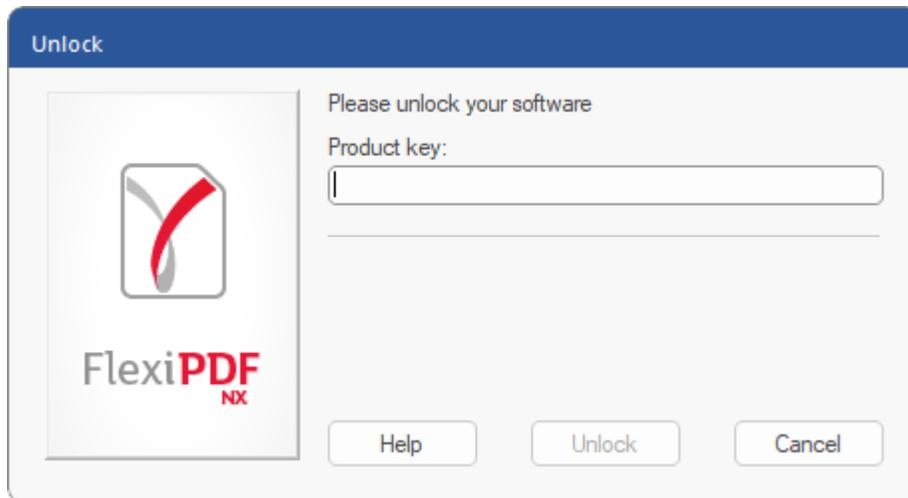 Unlock
Please unlock your software
Product key:
FlexiPDF
NX
Help Unlock Cancel